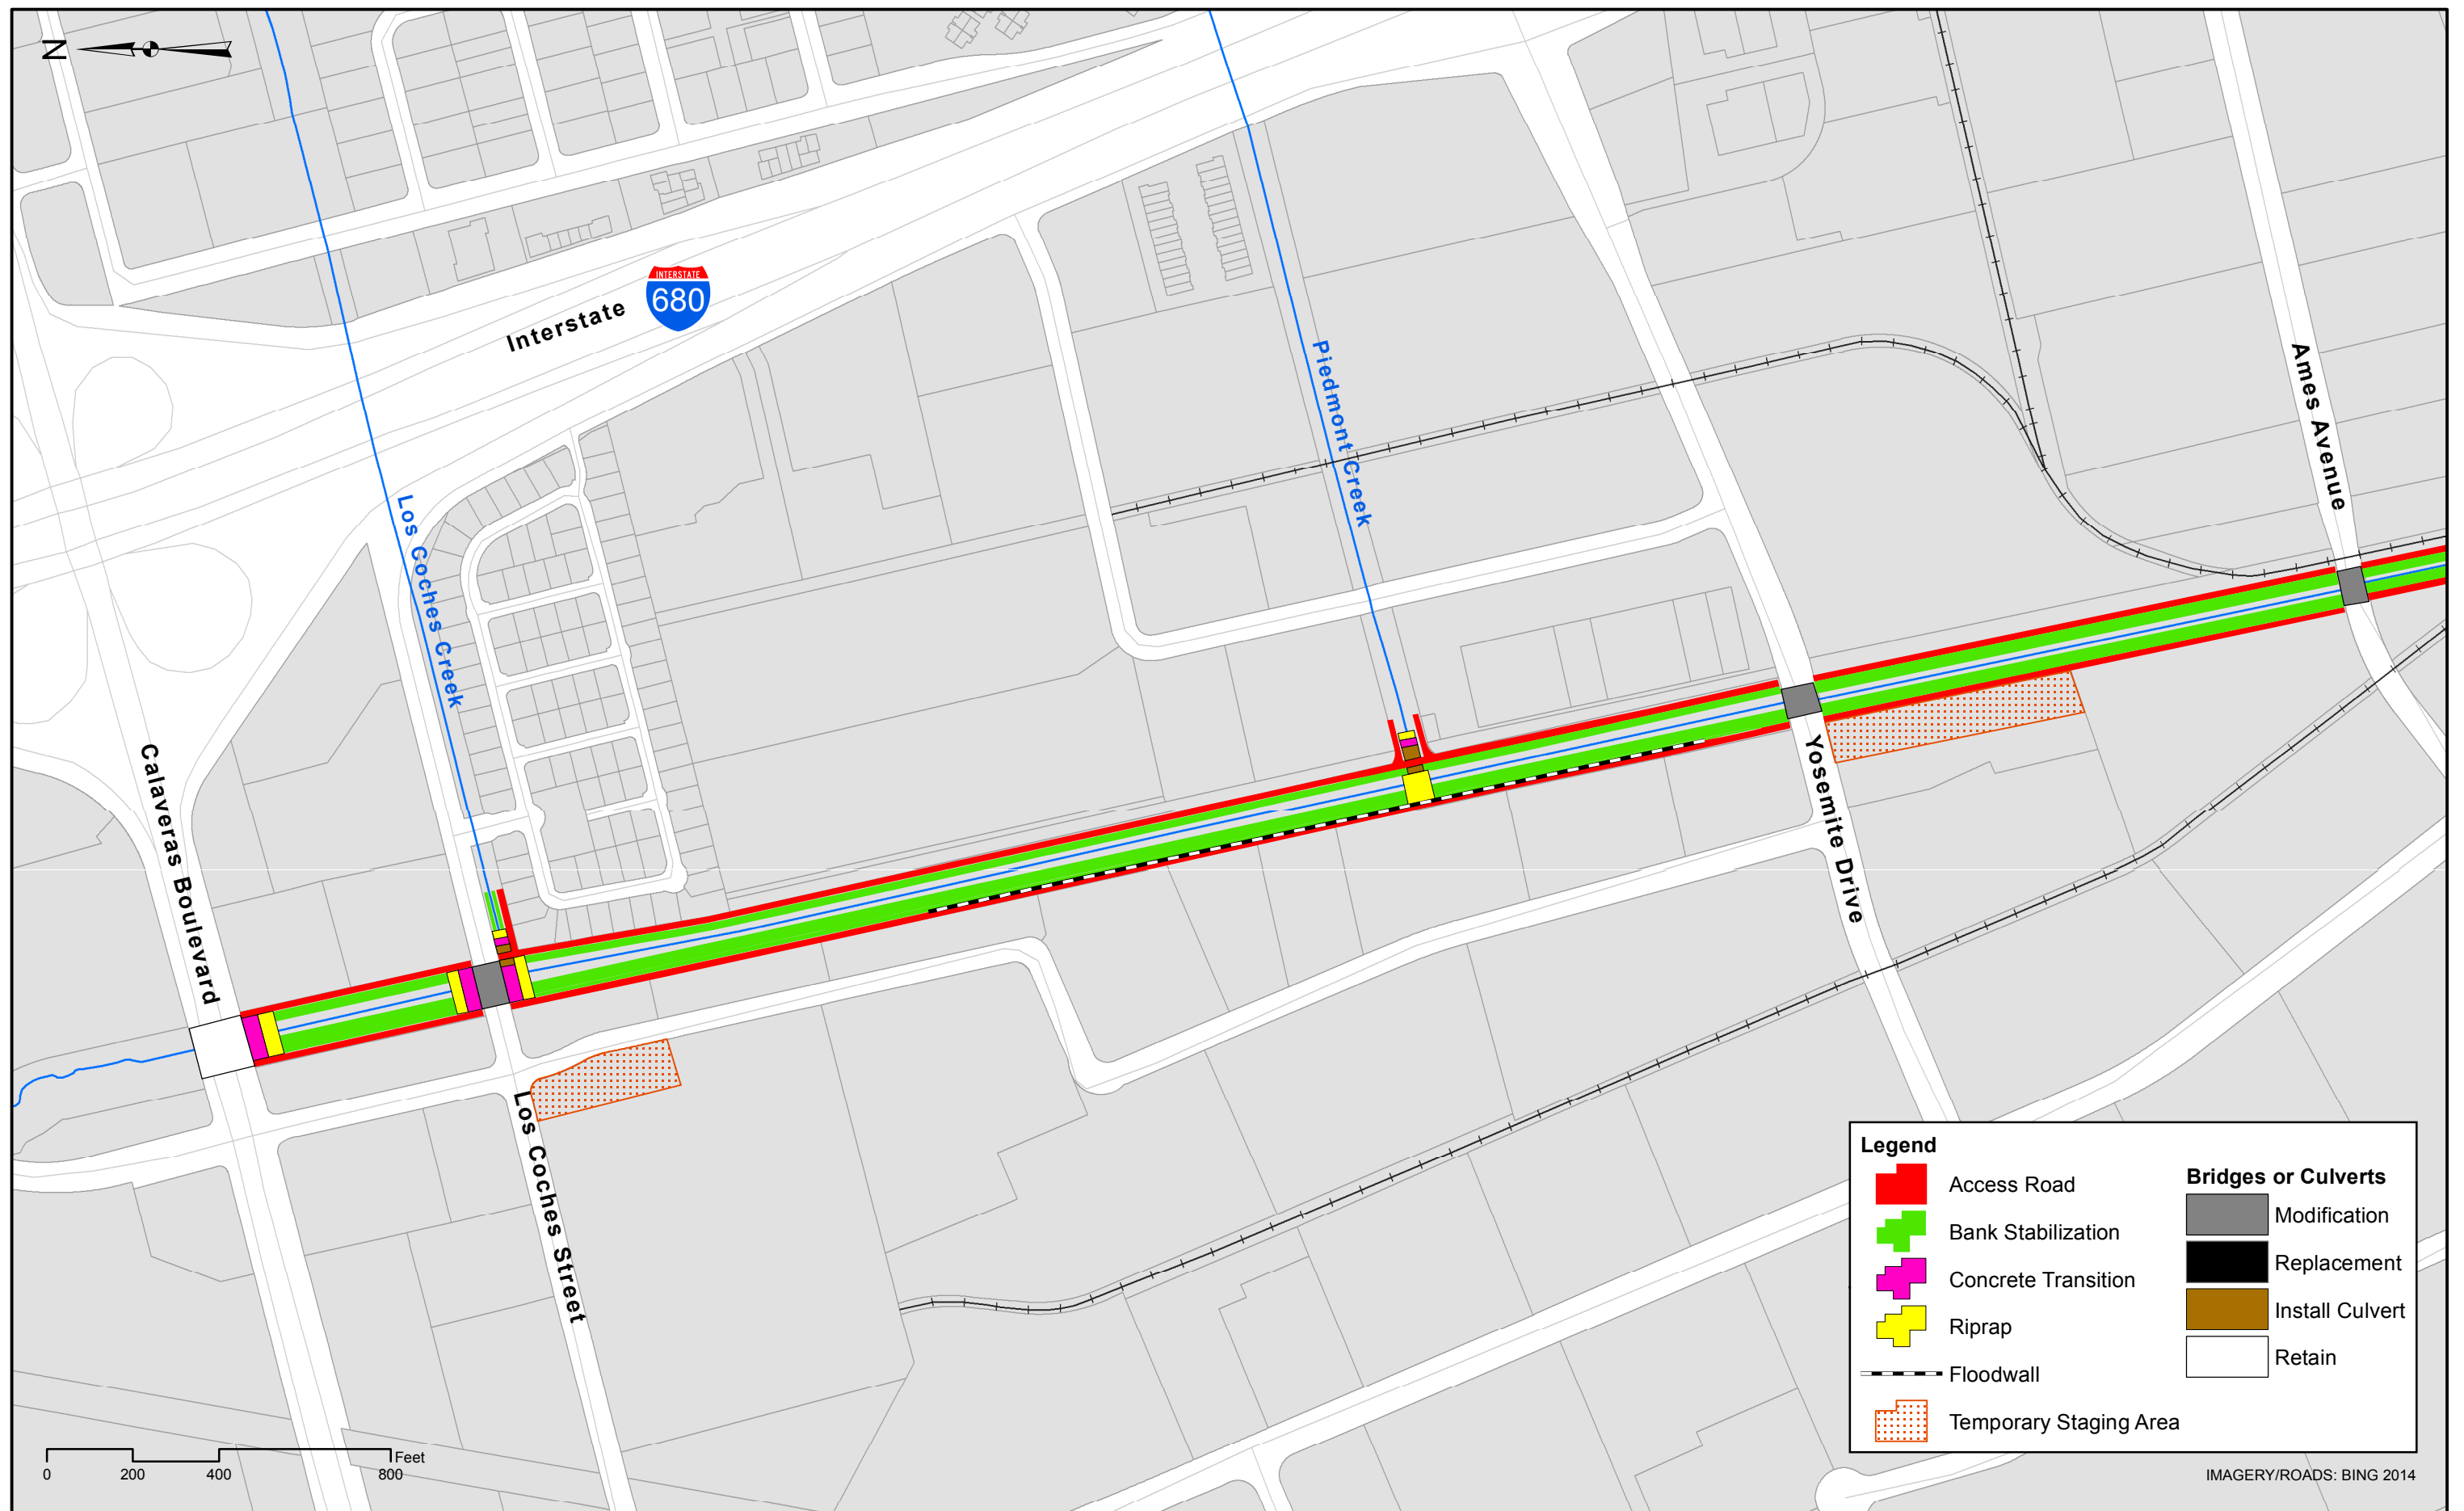 N
INTERSTATE
680
Interstate
Piedmont Creek
Ames Avenue
Los Coches Creek
Calaveras Boulevard
Yosemite Drive
Los Coches Street
Legend
Access Road
Bank Stabilization
Concrete Transition
Riprap
Floodwall
Temporary Staging Area
Bridges or Culverts
Modification
Replacement
Install Culvert
Retain
Feet
0 200 400 800
IMAGERY/ROADS: BING 2014